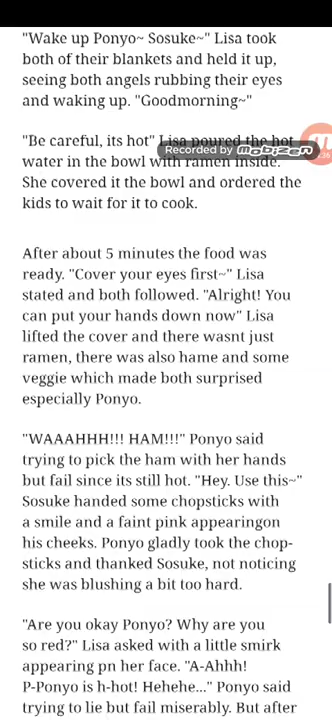 "Wake up Ponyo~ Sosuke~" Lisa took
both of their blankets and held it up,
seeing both angels rubbing their eyes
and waking up. "Goodmorning~"
"Be careful, its hot" Lisa poured the hot
Recorded by MOBIZEN
water in the bowl with ramen inside.
She covered it the bowl and ordered the
kids to wait for it to cook.
After about 5 minutes the food was
ready. "Cover your eyes first~" Lisa
stated and both followed. "Alright! You
can put your hands down now" Lisa
lifted the cover and there wasnt just
ramen, there was also hame and some
veggie which made both surprised
especially Ponyo.
"WAAAHHH!!! HAM!!!" Ponyo said
trying to pick the ham with her hands
but fail since its still hot. "Hey. Use this~"
Sosuke handed some chopsticks with
a smile and a faint pink appearingon
his cheeks. Ponyo gladly took the chop-
sticks and thanked Sosuke, not noticing
she was blushing a bit too hard.
"Are you okay Ponyo? Why are you
so red?" Lisa asked with a little smirk
appearing pn her face. "A-Ahhh!
P-Ponyo is h-hot! Hehehe..." Ponyo said
trying to lie but fail miserably. But after